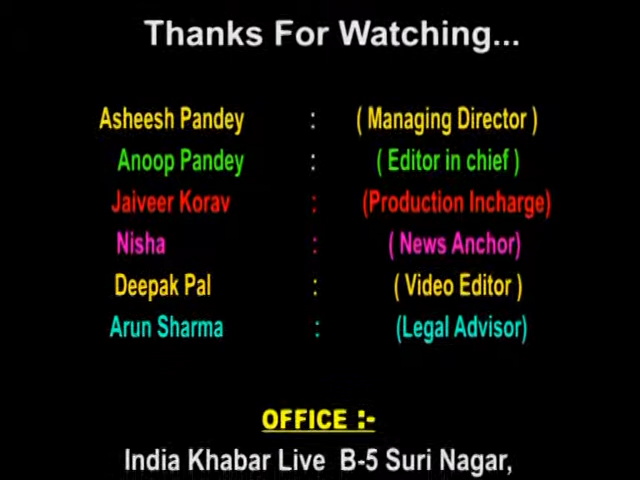 Thanks For Watching...
Asheesh Pandey : ( Managing Director )
Anoop Pandey : ( Editor in chief )
Jaiveer Korav : (Production Incharge)
Nisha : ( News Anchor)
Deepak Pal : ( Video Editor )
Arun Sharma : (Legal Advisor)
OFFICE :-
India Khabar Live B-5 Suri Nagar,